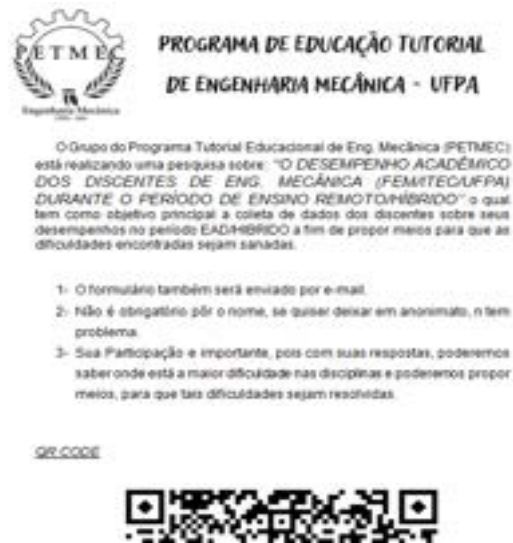 PETMEC
Engenharia Mecânica
PROGRAMA DE EDUCAÇÃO TUTORIAL
DE ENGENHARIA MECÂNICA - UFPA
O Grupo do Programa Tutorial Educacional de Eng. Mecânica (PETMEC)
está realizando uma pesquisa sobre: "O DESEMPENHO ACADÊMICO
DOS DISCENTES DE ENG. MECÂNICA (FEM/ITEC/UFPA)
DURANTE O PERÍODO DE ENSINO REMOTO/HÍBRIDO" o qual
tem como objetivo principal a coleta de dados dos discentes sobre seus
desempenhos no período EAD/HIBRIDO a fim de propor meios para que as
dificuldades encontradas sejam sanadas.
1- O formulário também será enviado por e-mail.
2- Não é obrigatório pôr o nome, se quiser deixar em anonimato, n tem
problema.
3- Sua Participação e importante, pois com suas respostas, poderemos
saber onde está a maior dificuldade nas disciplinas e poderemos propor
meios, para que tais dificuldades sejam resolvidas.
QR CODE